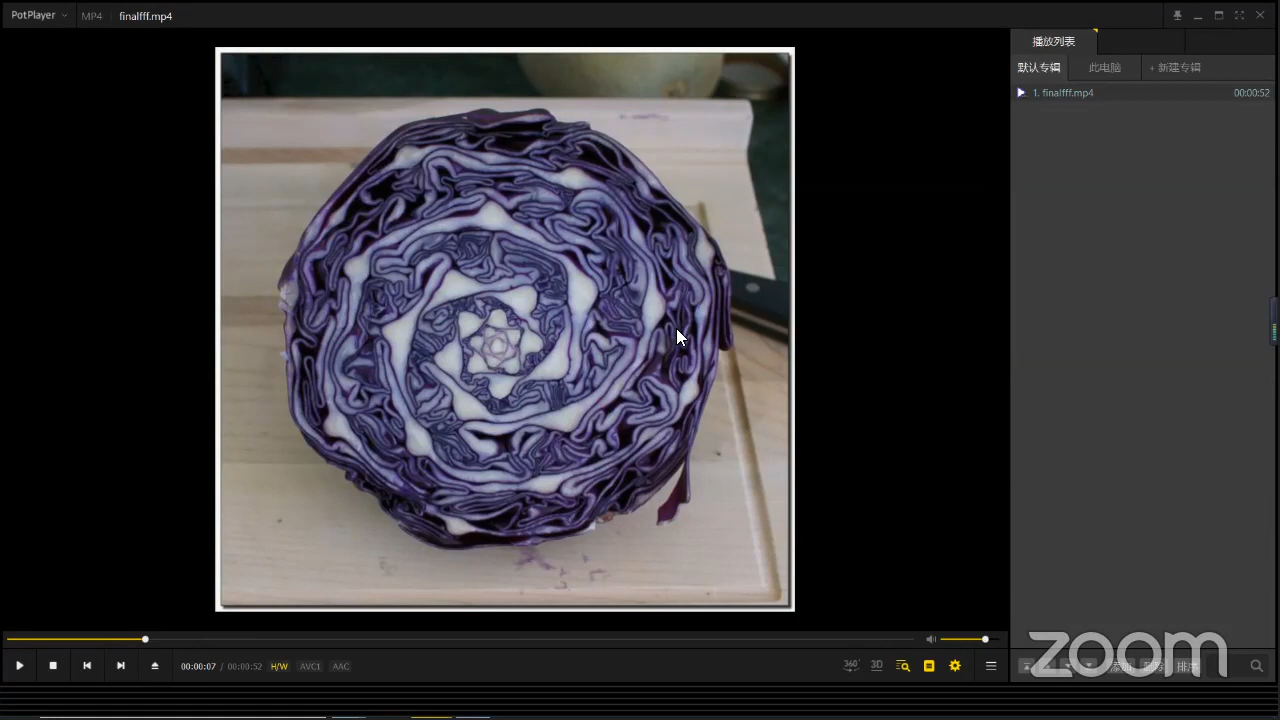 PotPlayer
MP4
finalfff.mp4
播放列表
默认专辑
此电脑
+ 新建专辑
1. finalfff.mp4
00:00:52
00:00:07 / 00:00:52
H/W
AVC1
AAC
360°
3D
添加
删除
排序
zoom